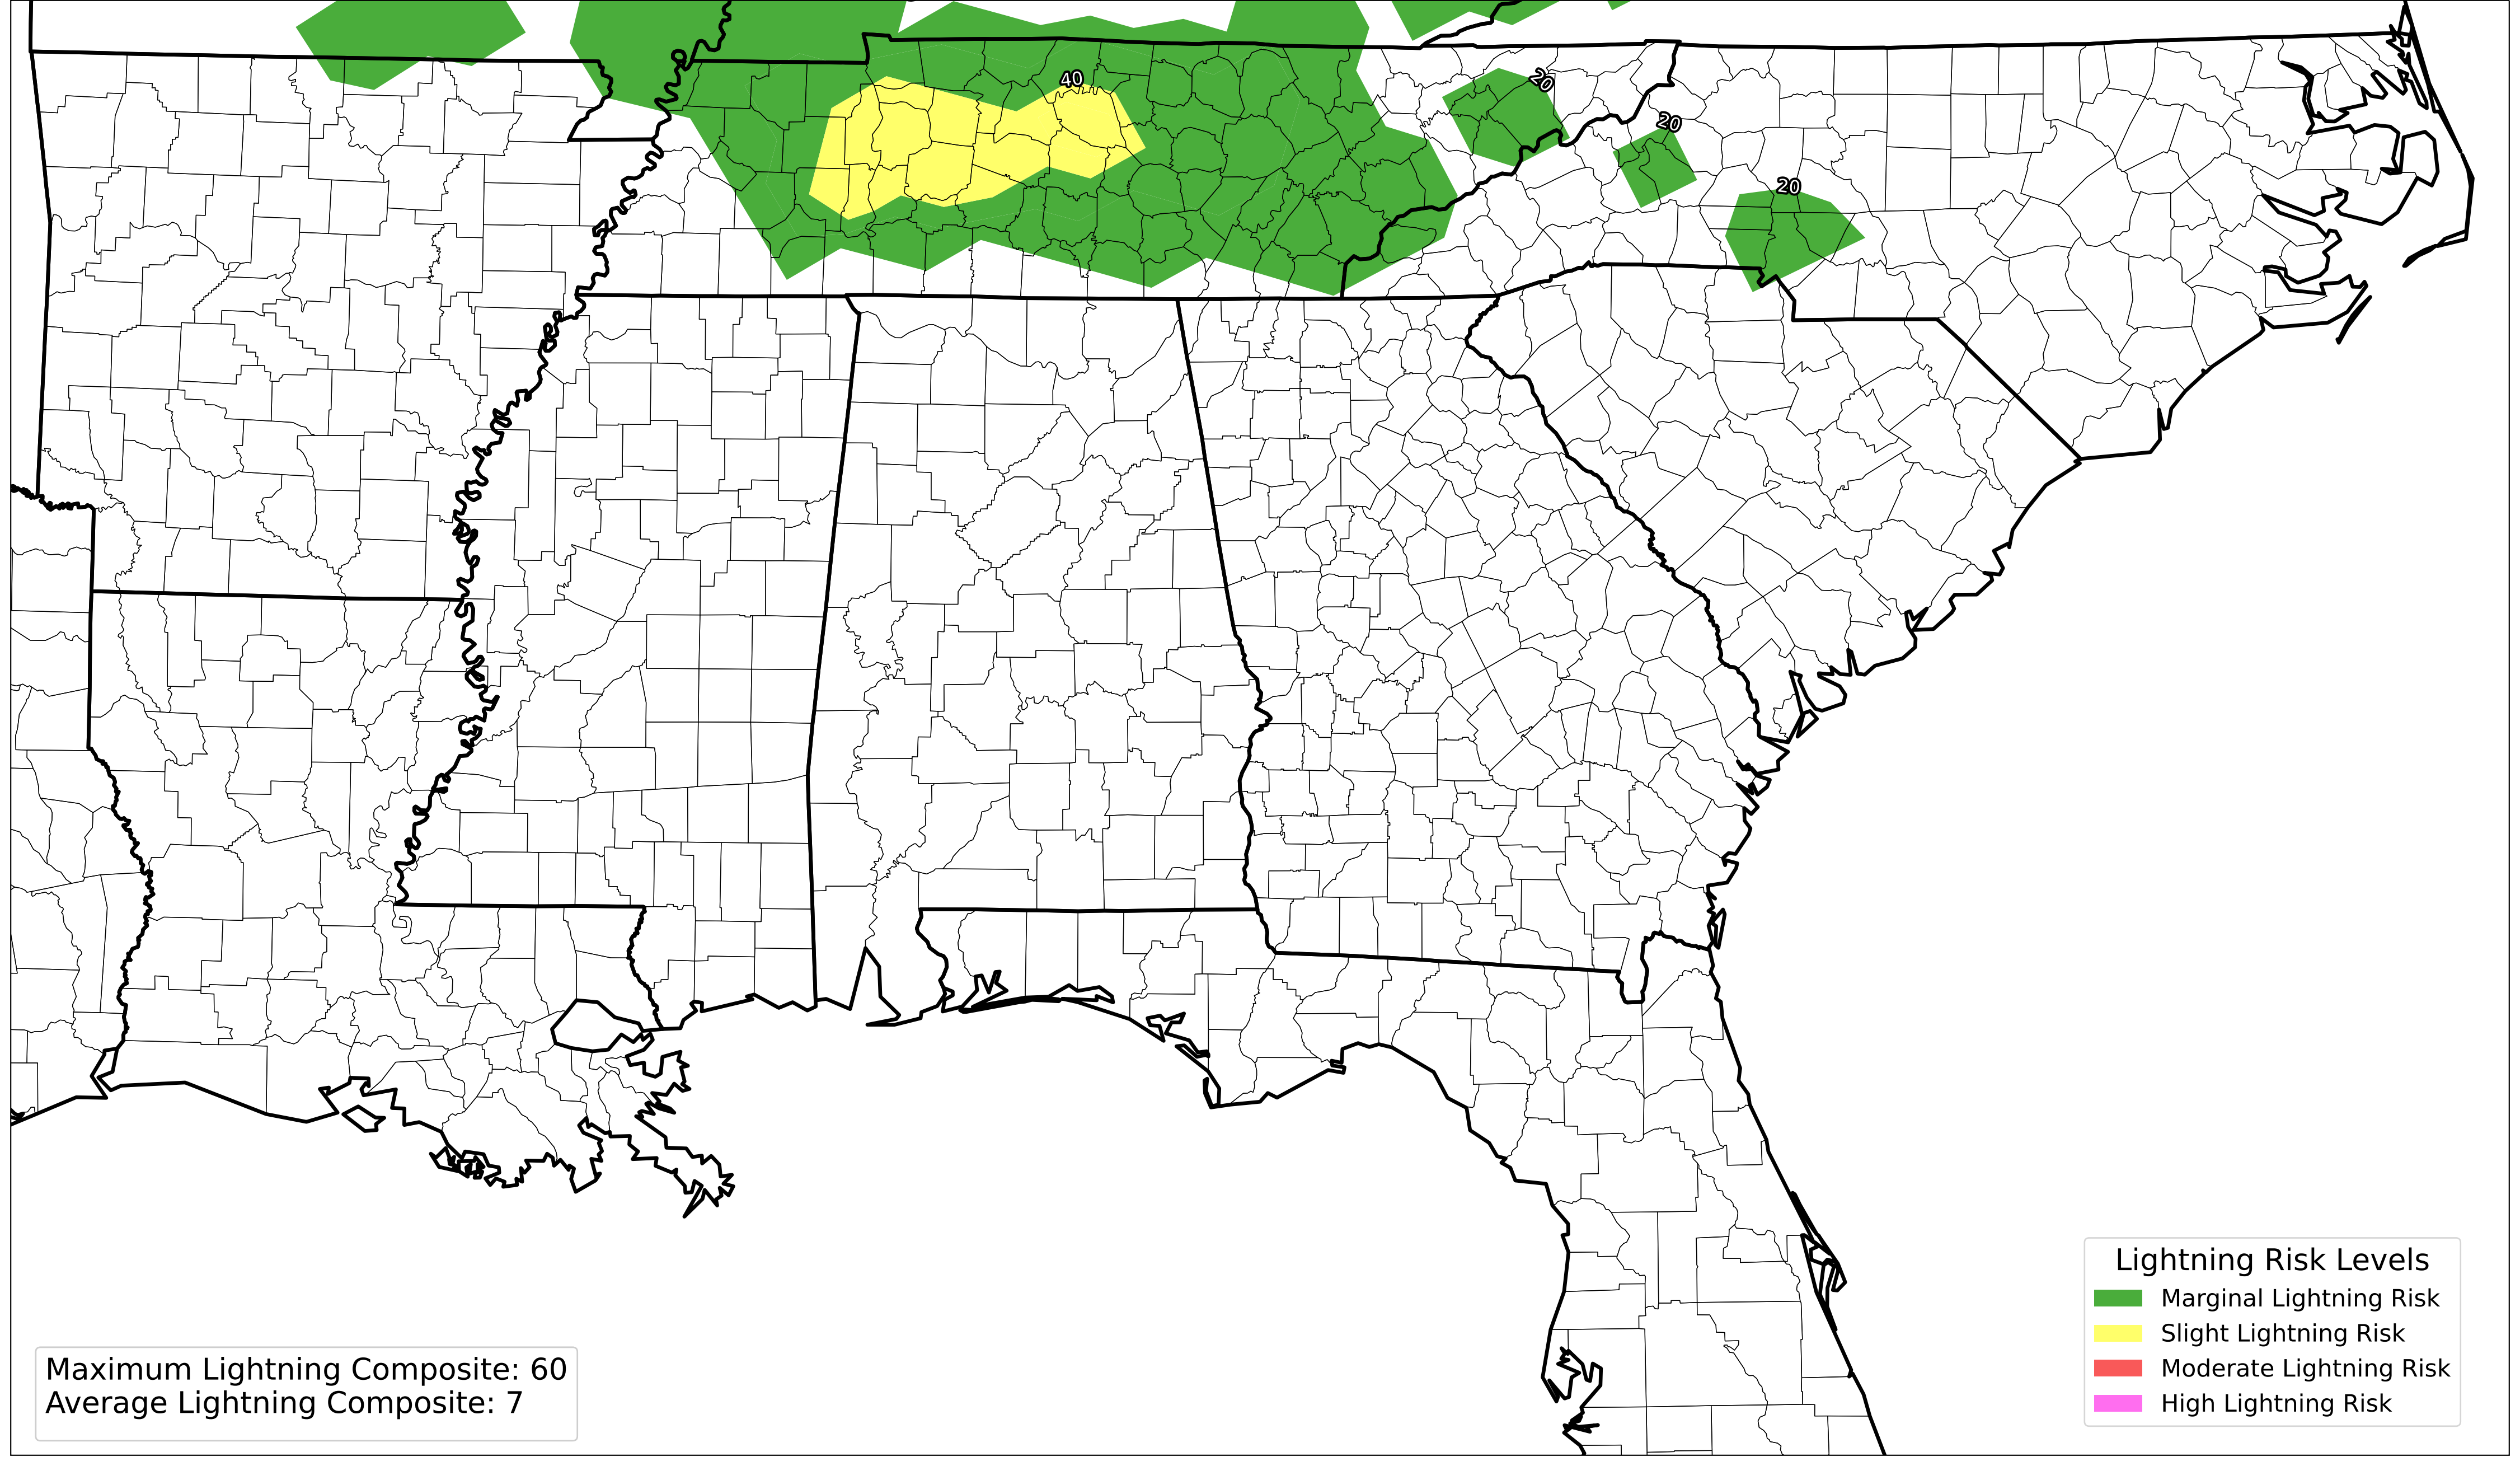 40
20
20
20
Lightning Risk Levels
Marginal Lightning Risk
Slight Lightning Risk
Moderate Lightning Risk
High Lightning Risk
Maximum Lightning Composite: 60
Average Lightning Composite: 7